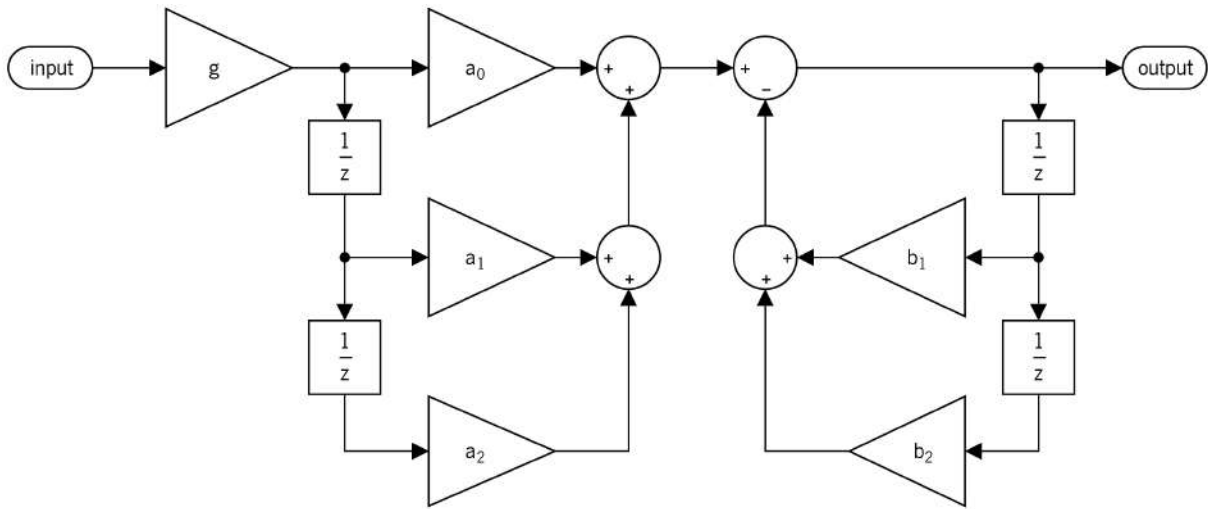 input
g
a₀
+
+
+
−
output
1
z
1
z
a₁
+
+
+
+
b₁
1
z
1
z
a₂
b₂